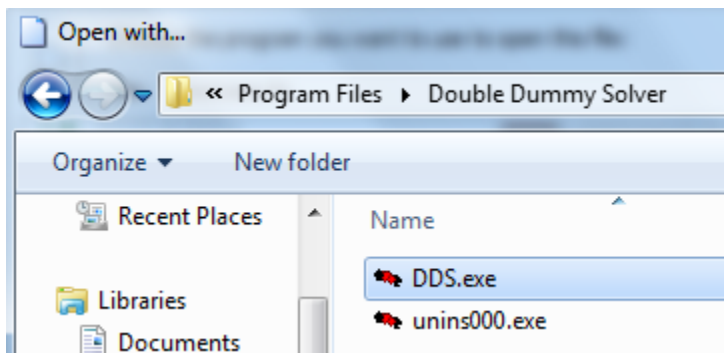 Open with...
« Program Files ▸ Double Dummy Solver
Organize ▾ New folder
Recent Places
Name
DDS.exe
Libraries
unins000.exe
Documents